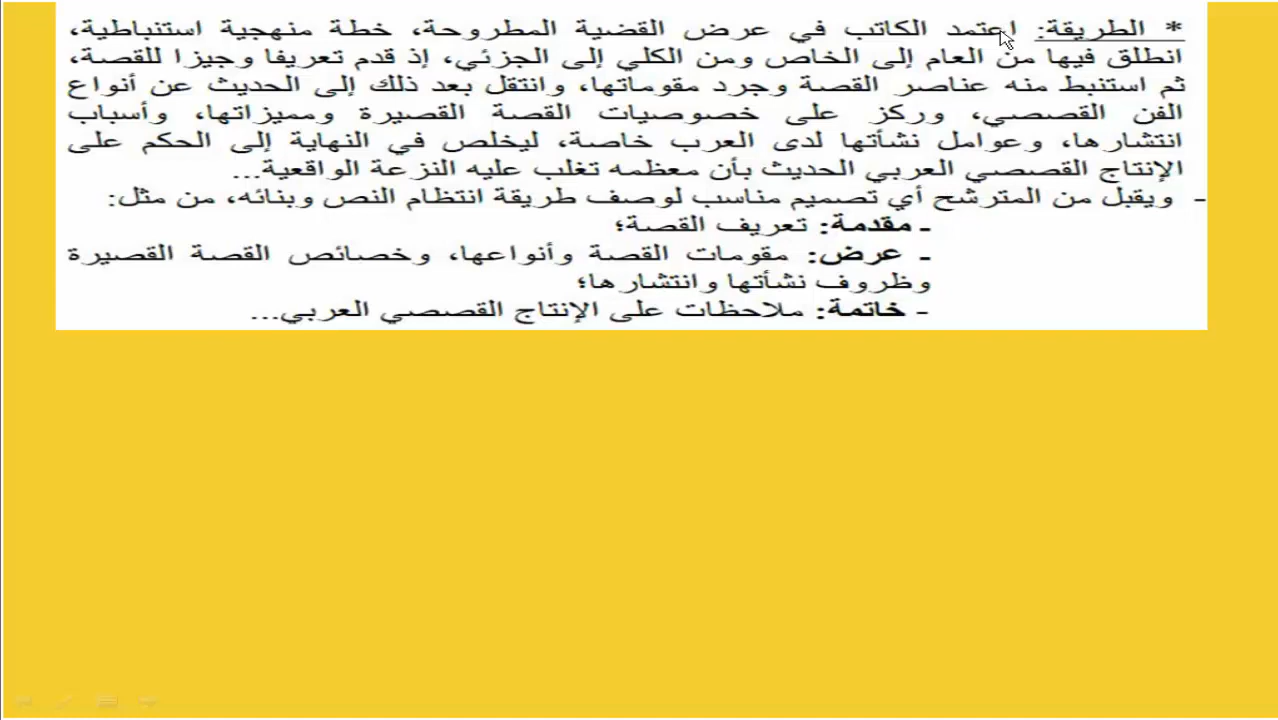 * الطريقة: اعتمد الكاتب في عرض القضية المطروحة، خطة منهجية استنباطية،
انطلق فيها من العام إلى الخاص ومن الكلي إلى الجزئي، إذ قدم تعريفا وجيزا للقصة،
ثم استنبط منه عناصر القصة وجرد مقوماتها، وانتقل بعد ذلك إلى الحديث عن أنواع
الفن القصصي، وركز على خصوصيات القصة القصيرة ومميزاتها، وأسباب
انتشارها، وعوامل نشأتها لدى العرب خاصة، ليخلص في النهاية إلى الحكم على
الإنتاج القصصي العربي الحديث بأن معظمه تغلب عليه النزعة الواقعية...
- ويقبل من المترشح أي تصميم مناسب لوصف طريقة انتظام النص وبنائه، من مثل:
- مقدمة: تعريف القصة؛
- عرض: مقومات القصة وأنواعها، وخصائص القصة القصيرة
وظروف نشأتها وانتشارها؛
- خاتمة: ملاحظات على الإنتاج القصصي العربي...